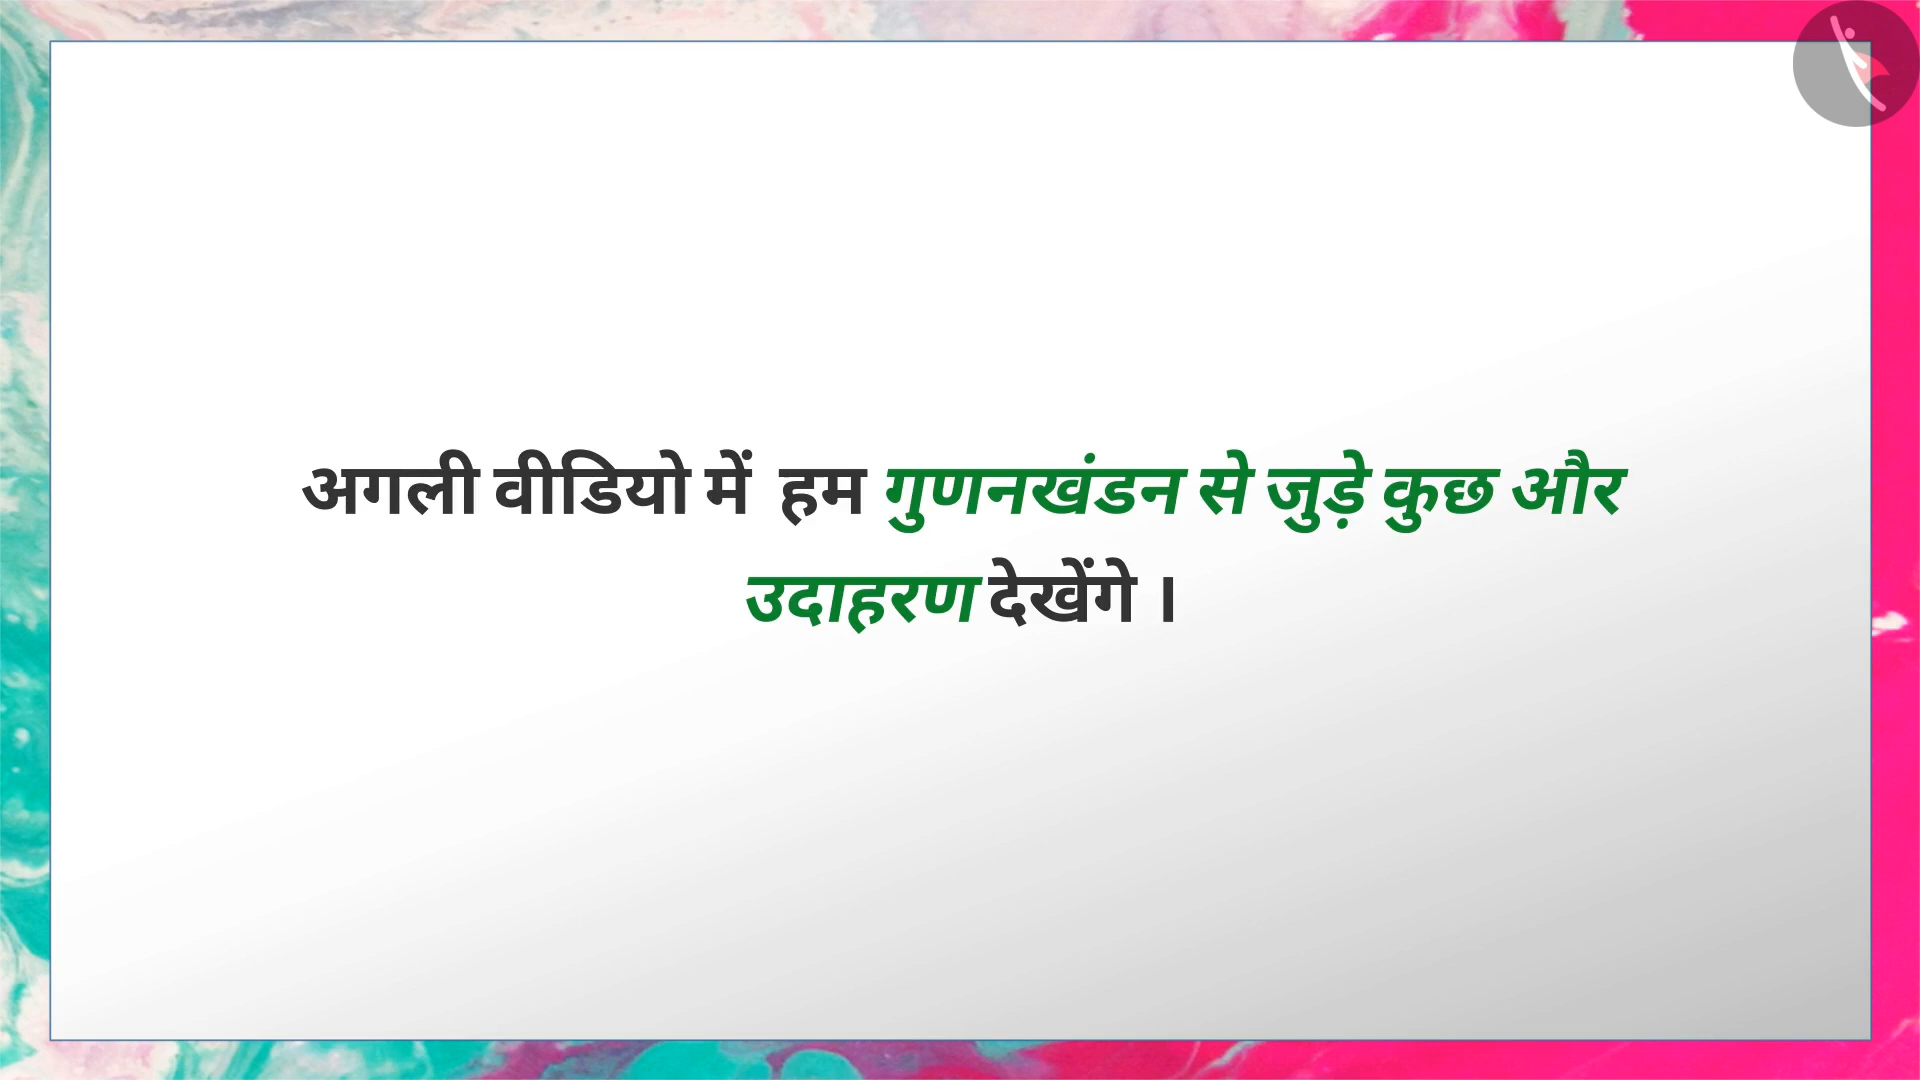 अगली वीडियो में  हम गुणनखंडन से जुड़े कुछ और
उदाहरण देखेंगे ।